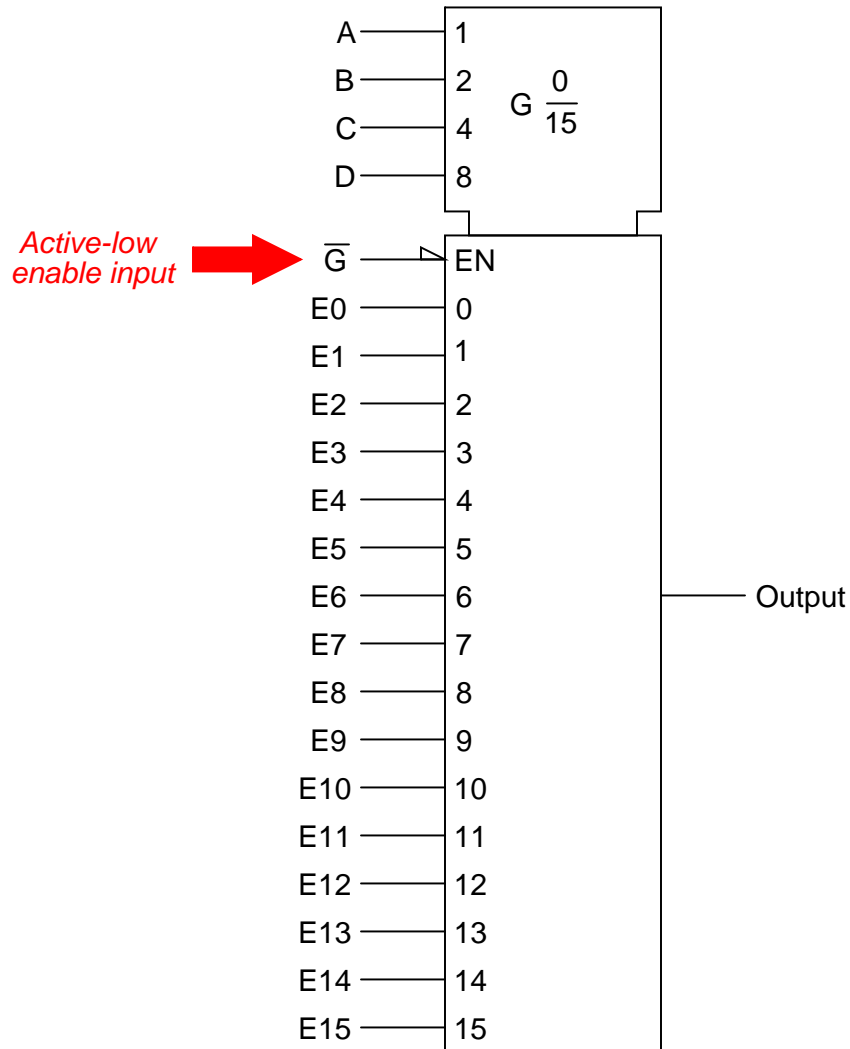 A 1
B 2
C 4
D 8
G 0
15
Active-low
enable input
G̅ EN
E0 0
E1 1
E2 2
E3 3
E4 4
E5 5
E6 6
E7 7
E8 8
E9 9
E10 10
E11 11
E12 12
E13 13
E14 14
E15 15
Output